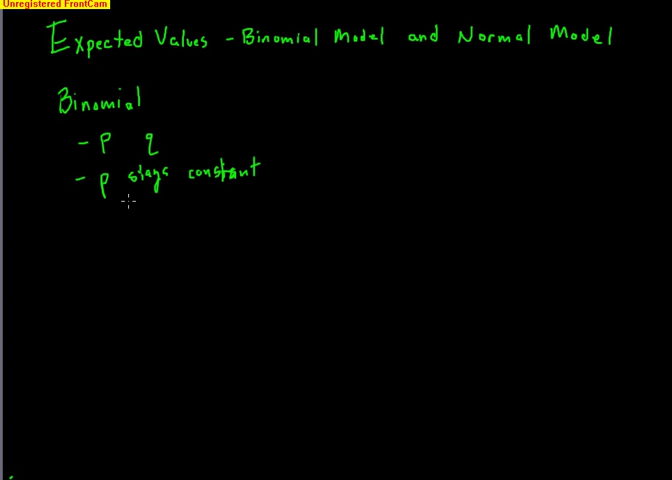 Unregistered FrontCam
Expected Values - Binomial Model and Normal Model
Binomial
- p q
- p stays constant